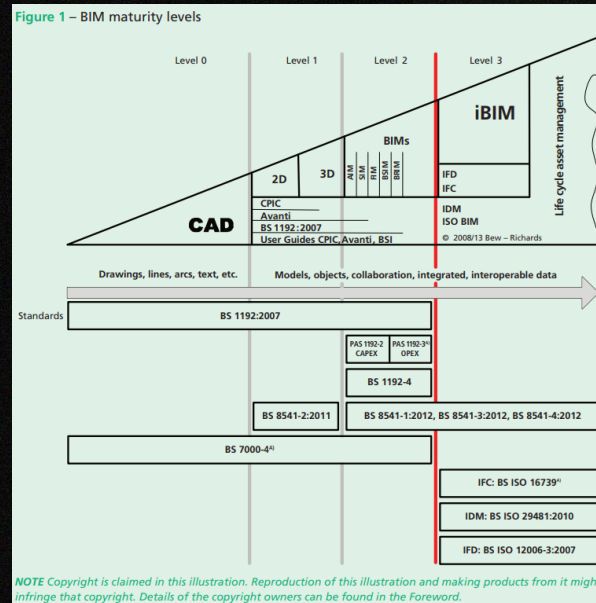 Figure 1 – BIM maturity levels
Level 0
Level 1
Level 2
Level 3
BIMs
iBIM
Life cycle asset management
2D
3D
AIM
SIM
FIM
BSIM
BRIM
IFD
IFC
CAD
CPIC
Avanti
BS 1192:2007
User Guides CPIC, Avanti, BSI
IDM
ISO BIM
© 2008/13 Bew – Richards
Drawings, lines, arcs, text, etc.
Models, objects, collaboration, integrated, interoperable data
Standards
BS 1192:2007
PAS 1192-2
CAPEX
PAS 1192-3ᴬ⁾
OPEX
BS 1192-4
BS 8541-2:2011
BS 8541-1:2012, BS 8541-3:2012, BS 8541-4:2012
BS 7000-4ᴬ⁾
IFC: BS ISO 16739ᴬ⁾
IDM: BS ISO 29481:2010
IFD: BS ISO 12006-3:2007
NOTE Copyright is claimed in this illustration. Reproduction of this illustration and making products from it migh
infringe that copyright. Details of the copyright owners can be found in the Foreword.